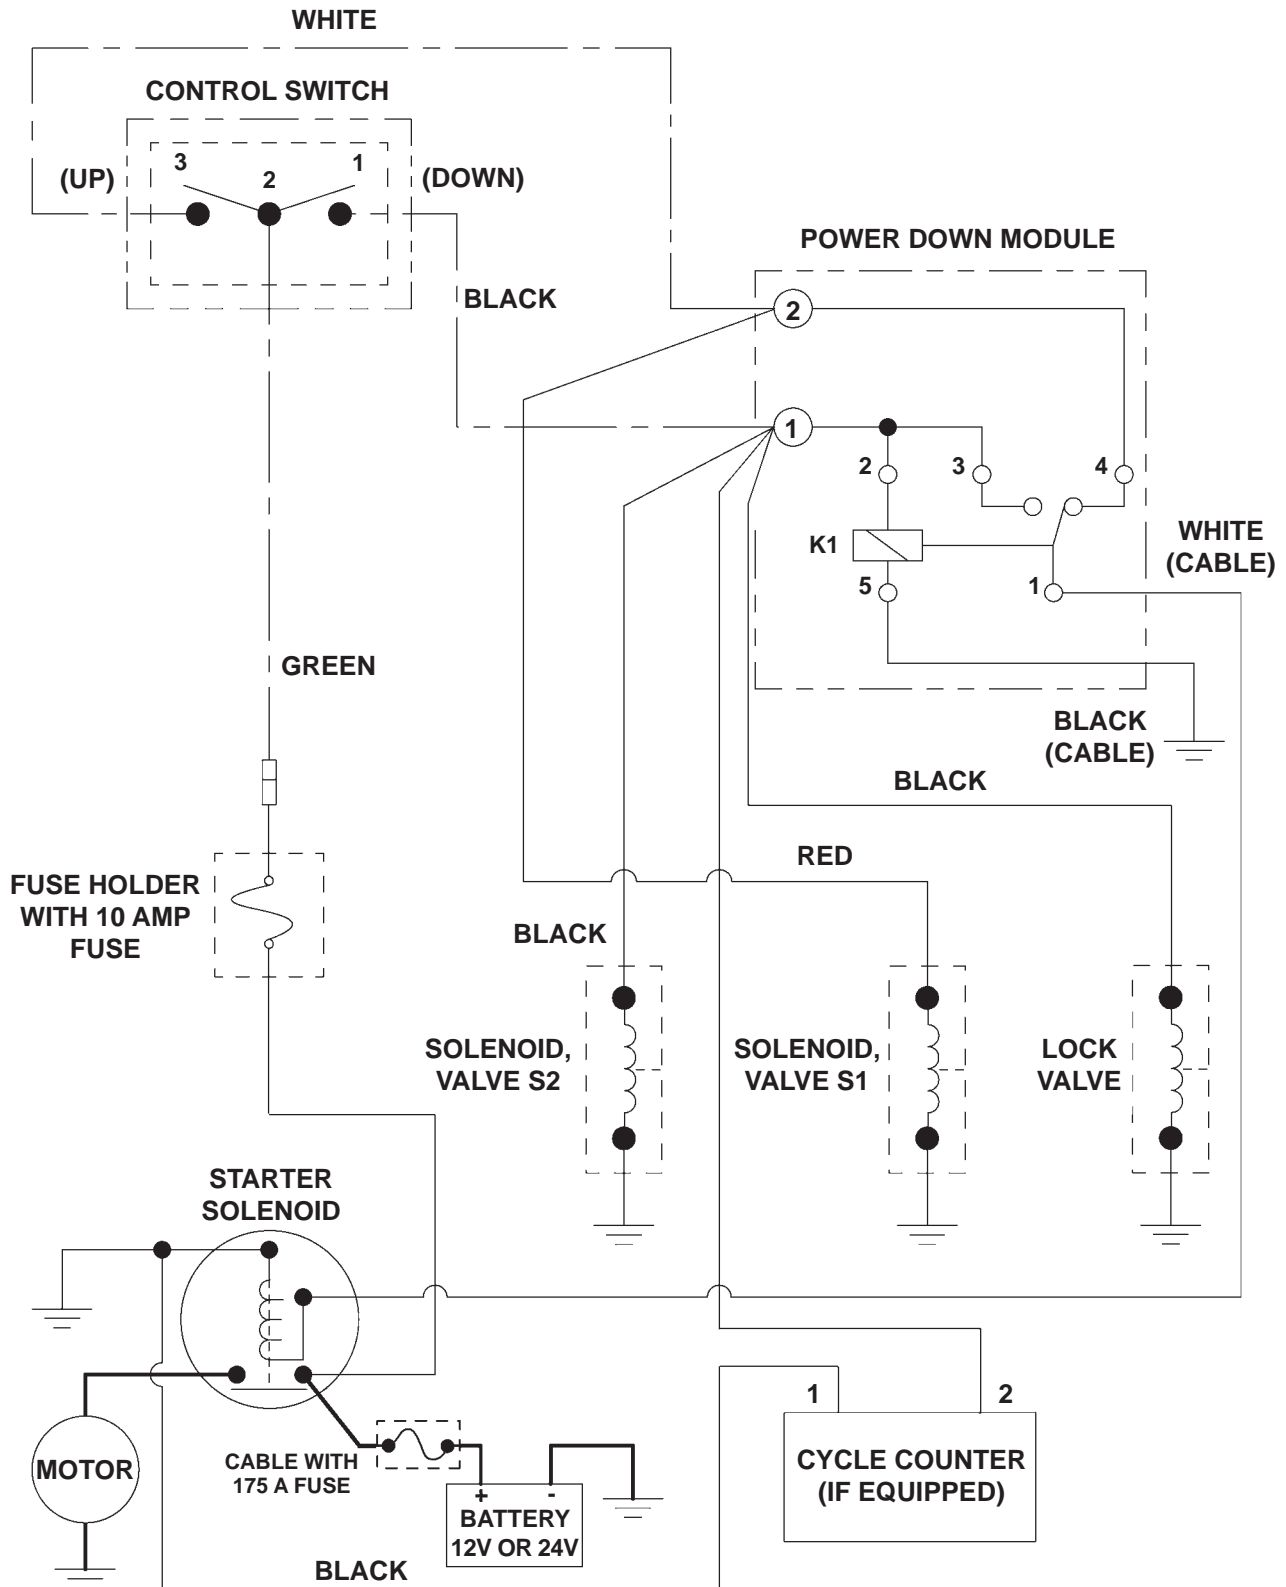 WHITE
CONTROL SWITCH
3
1
(UP)
2
(DOWN)
POWER DOWN MODULE
BLACK
2
1
2
3
4
K1
WHITE
(CABLE)
5
1
GREEN
BLACK
(CABLE)
BLACK
RED
FUSE HOLDER
WITH 10 AMP
FUSE
BLACK
SOLENOID,
VALVE S2
SOLENOID,
VALVE S1
LOCK
VALVE
STARTER
SOLENOID
1
2
MOTOR
CABLE WITH
175 A FUSE
CYCLE COUNTER
(IF EQUIPPED)
+
-
BATTERY
12V OR 24V
BLACK